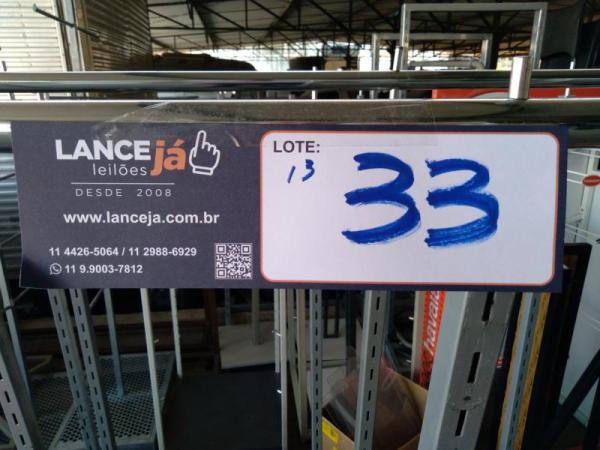 LANCE já
leilões
DESDE 2008
www.lanceja.com.br
11 4426-5064 / 11 2988-6929
11 9.9003-7812
LOTE:
13
33
havan